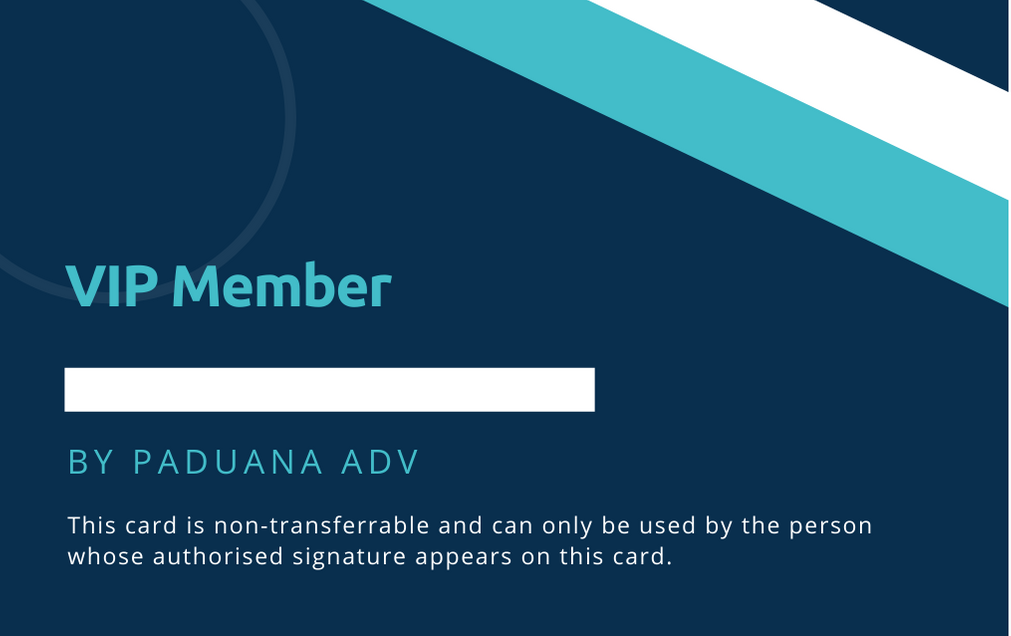 VIP Member
BY PADUANA ADV
This card is non-transferrable and can only be used by the person
whose authorised signature appears on this card.